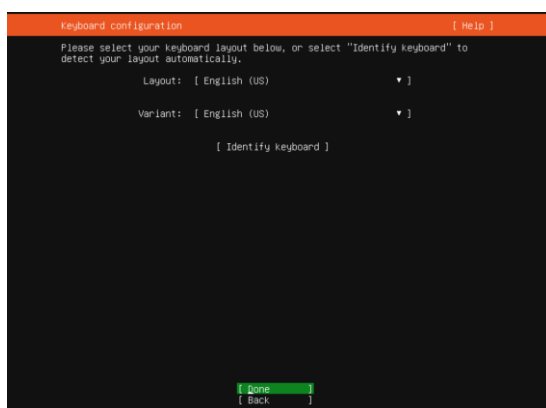 Keyboard configuration [ Help ]
Please select your keyboard layout below, or select "Identify keyboard" to
detect your layout automatically.
Layout: [ English (US) ▾ ]
Variant: [ English (US) ▾ ]
[ Identify keyboard ]
[ Done ]
[ Back ]